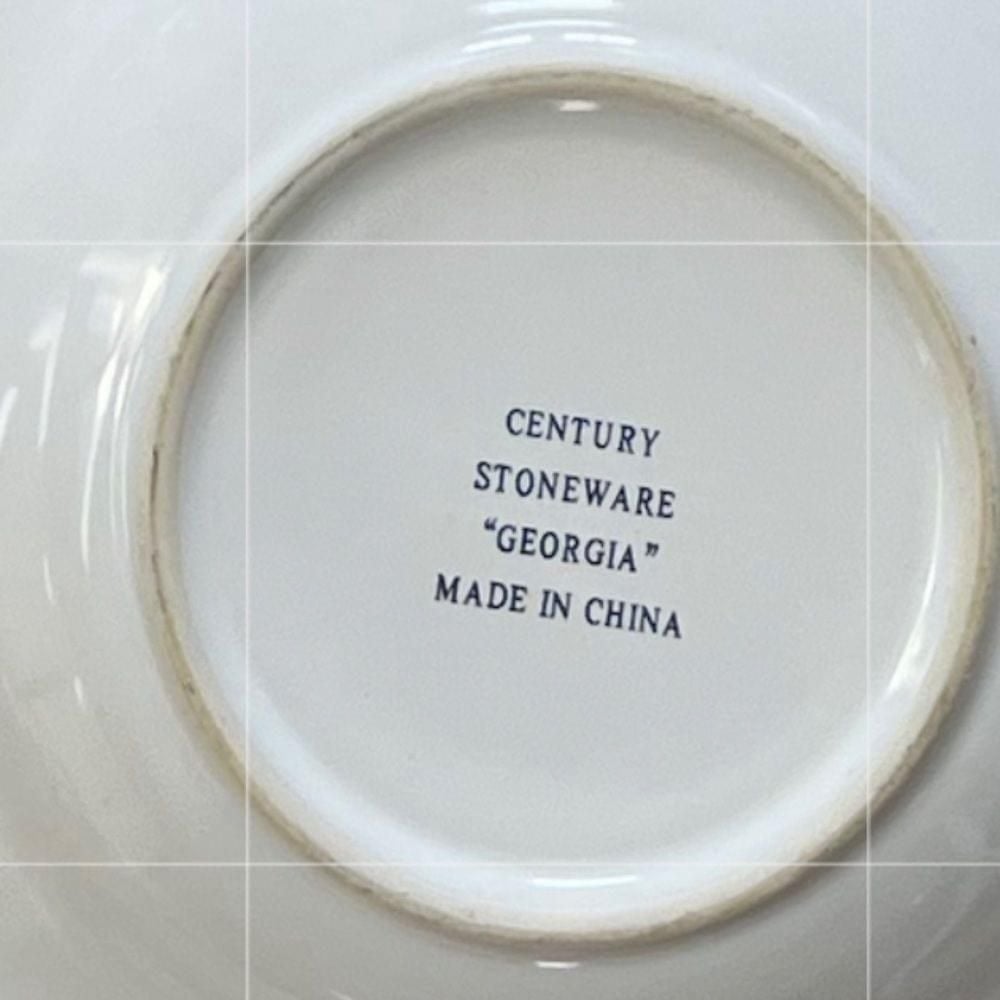 CENTURY
STONEWARE
“GEORGIA”
MADE IN CHINA